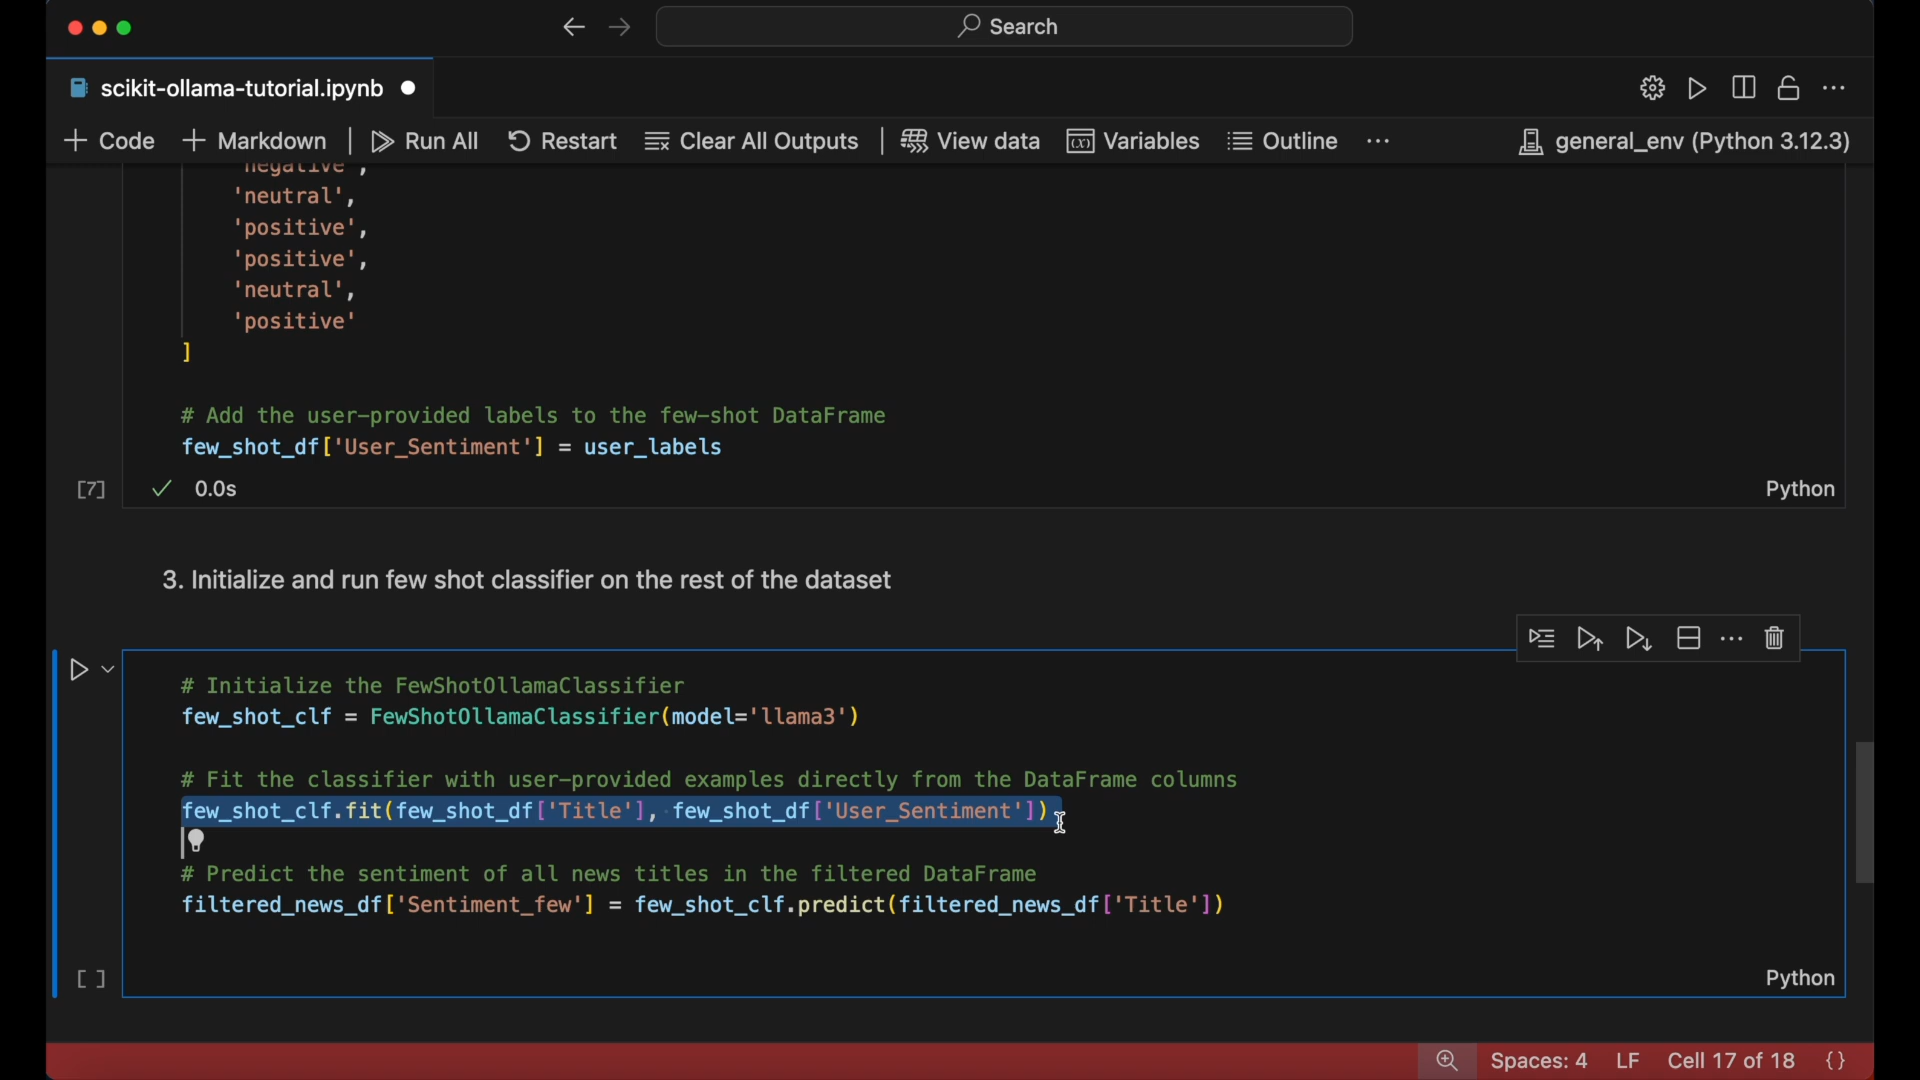 Search
scikit-ollama-tutorial.ipynb
Code Markdown Run All Restart Clear All Outputs View data Variables Outline ... general_env (Python 3.12.3)
'negative',
'neutral',
'positive',
'positive',
'neutral',
'positive'
]
# Add the user-provided labels to the few-shot DataFrame
few_shot_df['User_Sentiment'] = user_labels
[7] 0.0s Python
3. Initialize and run few shot classifier on the rest of the dataset
# Initialize the FewShotOllamaClassifier
few_shot_clf = FewShotOllamaClassifier(model='llama3')
# Fit the classifier with user-provided examples directly from the DataFrame columns
few_shot_clf.fit(few_shot_df['Title'], few_shot_df['User_Sentiment'])
# Predict the sentiment of all news titles in the filtered DataFrame
filtered_news_df['Sentiment_few'] = few_shot_clf.predict(filtered_news_df['Title'])
[ ] Python
Spaces: 4 LF Cell 17 of 18 {}